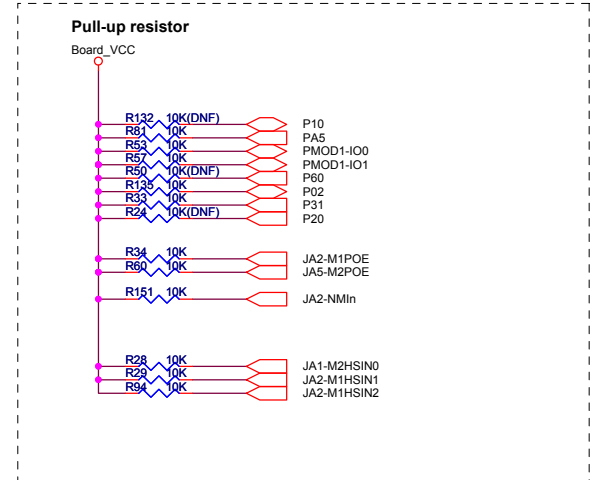 Pull-up resistor
Board_VCC
R132 10K(DNF) P10
R81 10K PA5
R53 10K PMOD1-IO0
R57 10K PMOD1-IO1
R50 10K(DNF) P60
R135 10K P02
R33 10K P31
R24 10K(DNF) P20
R34 10K JA2-M1POE
R60 10K JA5-M2POE
R151 10K JA2-NMIn
R28 10K JA1-M2HSIN0
R29 10K JA2-M1HSIN1
R94 10K JA2-M1HSIN2